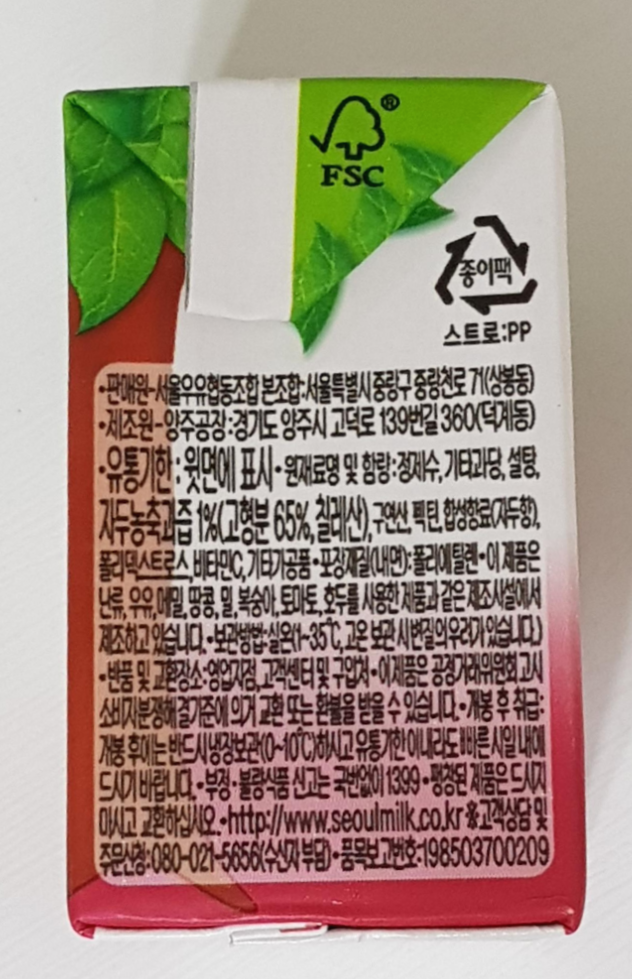 ®
FSC
종이팩
스트로:PP
•판매원-서울우유협동조합 본조합:서울특별시 중랑구 중랑천로 71(상봉동)
•제조원-양주공장:경기도 양주시 고덕로 139번길 360(덕계동)
•유통기한:윗면에 표시•원재료명 및 함량:정제수, 기타과당, 설탕,
자두농축과즙 1%(고형분 65%, 칠레산), 구연산, 펙틴, 합성향료(자두향),
폴리덱스트로스, 비타민C, 기타가공품•포장재질(내면):폴리에틸렌•이 제품은
난류, 우유, 메밀, 땅콩, 밀, 복숭아, 토마토, 호두를 사용한 제품과 같은 제조시설에서
제조하고 있습니다.•보관방법:실온(1~35℃, 고온 보관 시 변질의 우려가 있습니다.)
•반품 및 교환장소:영업지점, 고객센터 및 구입처•이 제품은 공정거래위원회 고시
소비자분쟁해결기준에 의거 교환 또는 환불을 받을 수 있습니다.•개봉 후 취급:
개봉 후에는 반드시 냉장보관(0~10℃)하시고 유통기한 이내라도 빠른 시일 내에
드시기 바랍니다.•부정·불량식품 신고는 국번없이 1399•팽창된 제품은 드시지
마시고 교환하십시오.•http://www.seoulmilk.co.kr※고객상담 및
주문신청:080-021-5656(수신자 부담)•품목보고번호:198503700209